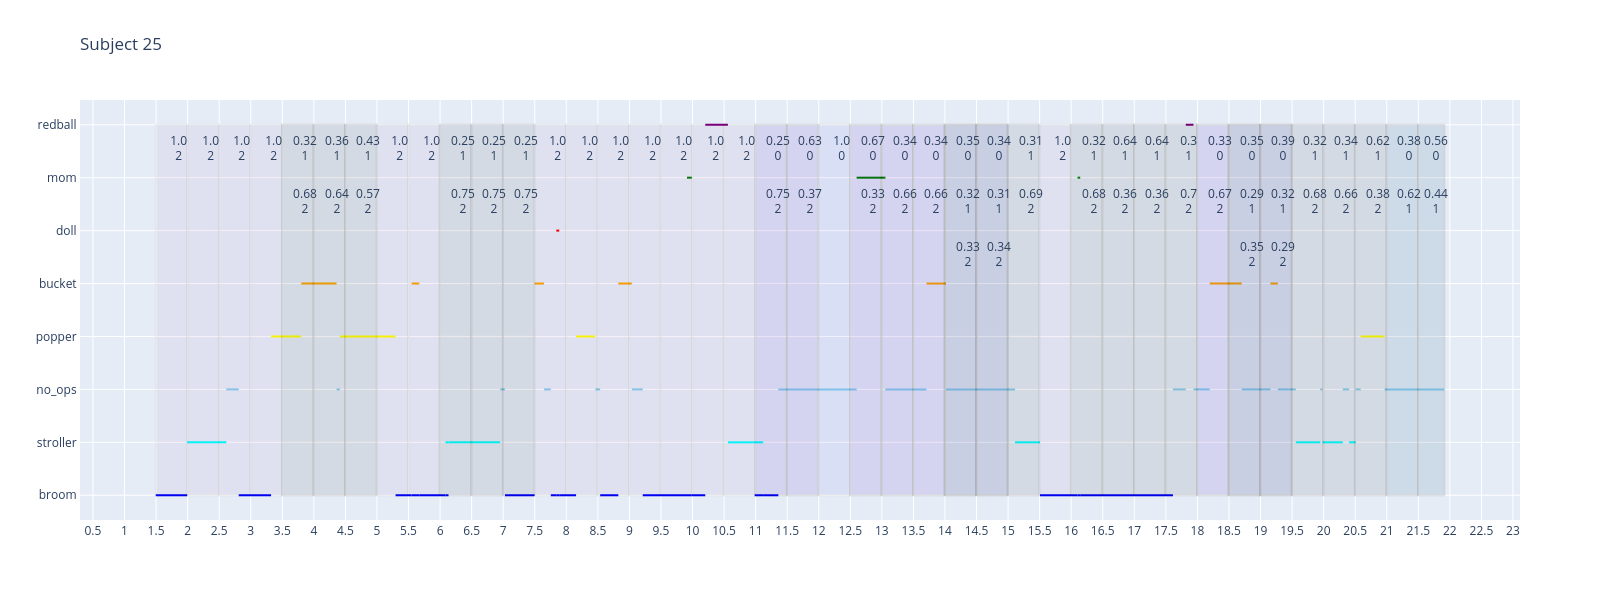 Subject 25
redball
1.0 1.0 1.0 1.0 0.32 0.36 0.43 1.0 1.0 0.25 0.25 0.25 1.0 1.0 1.0 1.0 1.0 1.0 1.0 0.25 0.63 1.0 0.67 0.34 0.34 0.35 0.34 0.31 1.0 0.32 0.64 0.64 0.3 0.33 0.35 0.39 0.32 0.34 0.62 0.38 0.56
2 2 2 2 1 1 1 2 2 1 1 1 2 2 2 2 2 2 2 0 0 0 0 0 0 0 0 1 2 1 1 1 1 0 0 0 1 1 1 0 0
mom
0.68 0.64 0.57 0.75 0.75 0.75 0.75 0.37 0.33 0.66 0.66 0.32 0.31 0.69 0.68 0.36 0.36 0.7 0.67 0.29 0.32 0.68 0.66 0.38 0.62 0.44
2 2 2 2 2 2 2 2 2 2 2 1 1 2 2 2 2 2 2 1 1 2 2 2 1 1
doll
0.33 0.34 0.35 0.29
2 2 2 2
bucket
popper
no_ops
stroller
broom
0.5 1 1.5 2 2.5 3 3.5 4 4.5 5 5.5 6 6.5 7 7.5 8 8.5 9 9.5 10 10.5 11 11.5 12 12.5 13 13.5 14 14.5 15 15.5 16 16.5 17 17.5 18 18.5 19 19.5 20 20.5 21 21.5 22 22.5 23